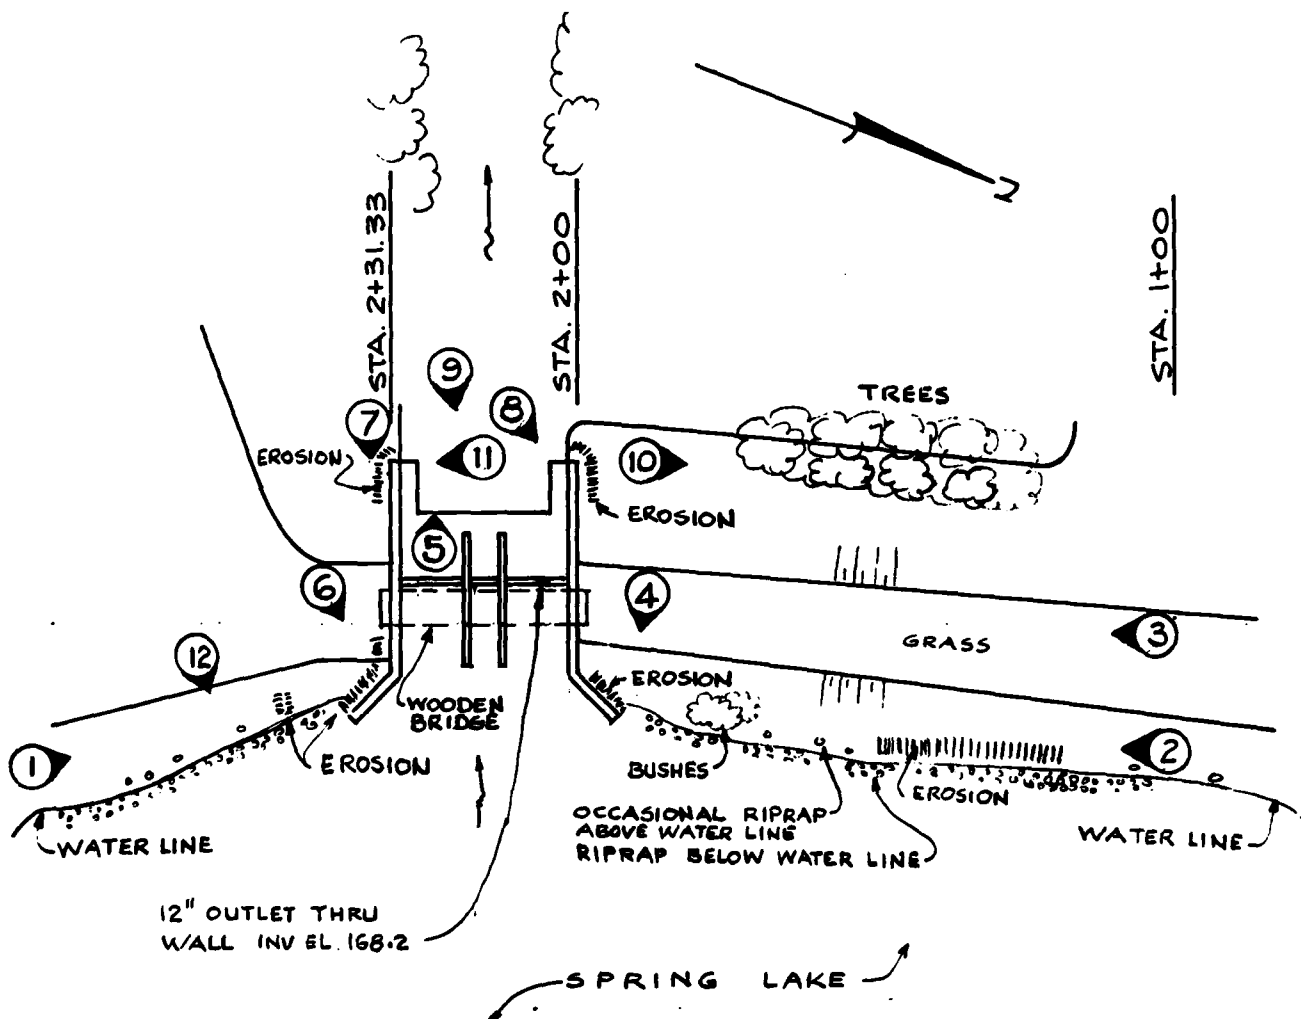 N
STA. 2+31.33
STA. 2+00
STA. 1+00
9
TREES
7
8
EROSION
11
10
EROSION
5
6
4
3
GRASS
12
EROSION
WOODEN
BRIDGE
1
EROSION
BUSHES
2
EROSION
OCCASIONAL RIPRAP
ABOVE WATER LINE
RIPRAP BELOW WATER LINE
WATER LINE
WATER LINE
12" OUTLET THRU
WALL INV EL. 168.2
SPRING LAKE